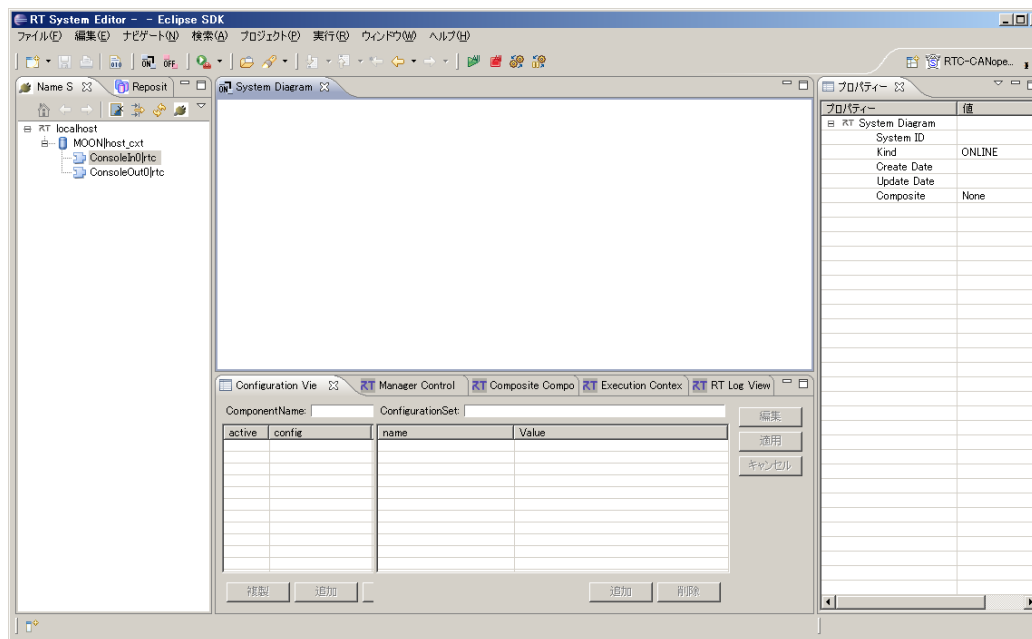 RT System Editor - - Eclipse SDK
ファイル(F) 編集(E) ナビゲート(N) 検索(A) プロジェクト(P) 実行(R) ウィンドウ(W) ヘルプ(H)
RTC-CANope...
Name S
Reposit
System Diagram
プロパティー
RT localhost
MOON|host_cxt
ConsoleIn0|rtc
ConsoleOut0|rtc
プロパティー 値
RT System Diagram
System ID
Kind ONLINE
Create Date
Update Date
Composite None
Configuration Vie
RT Manager Control
RT Composite Compo
RT Execution Contex
RT RT Log View
ComponentName: ConfigurationSet:
active config name Value
編集
適用
キャンセル
複製 追加 追加 削除